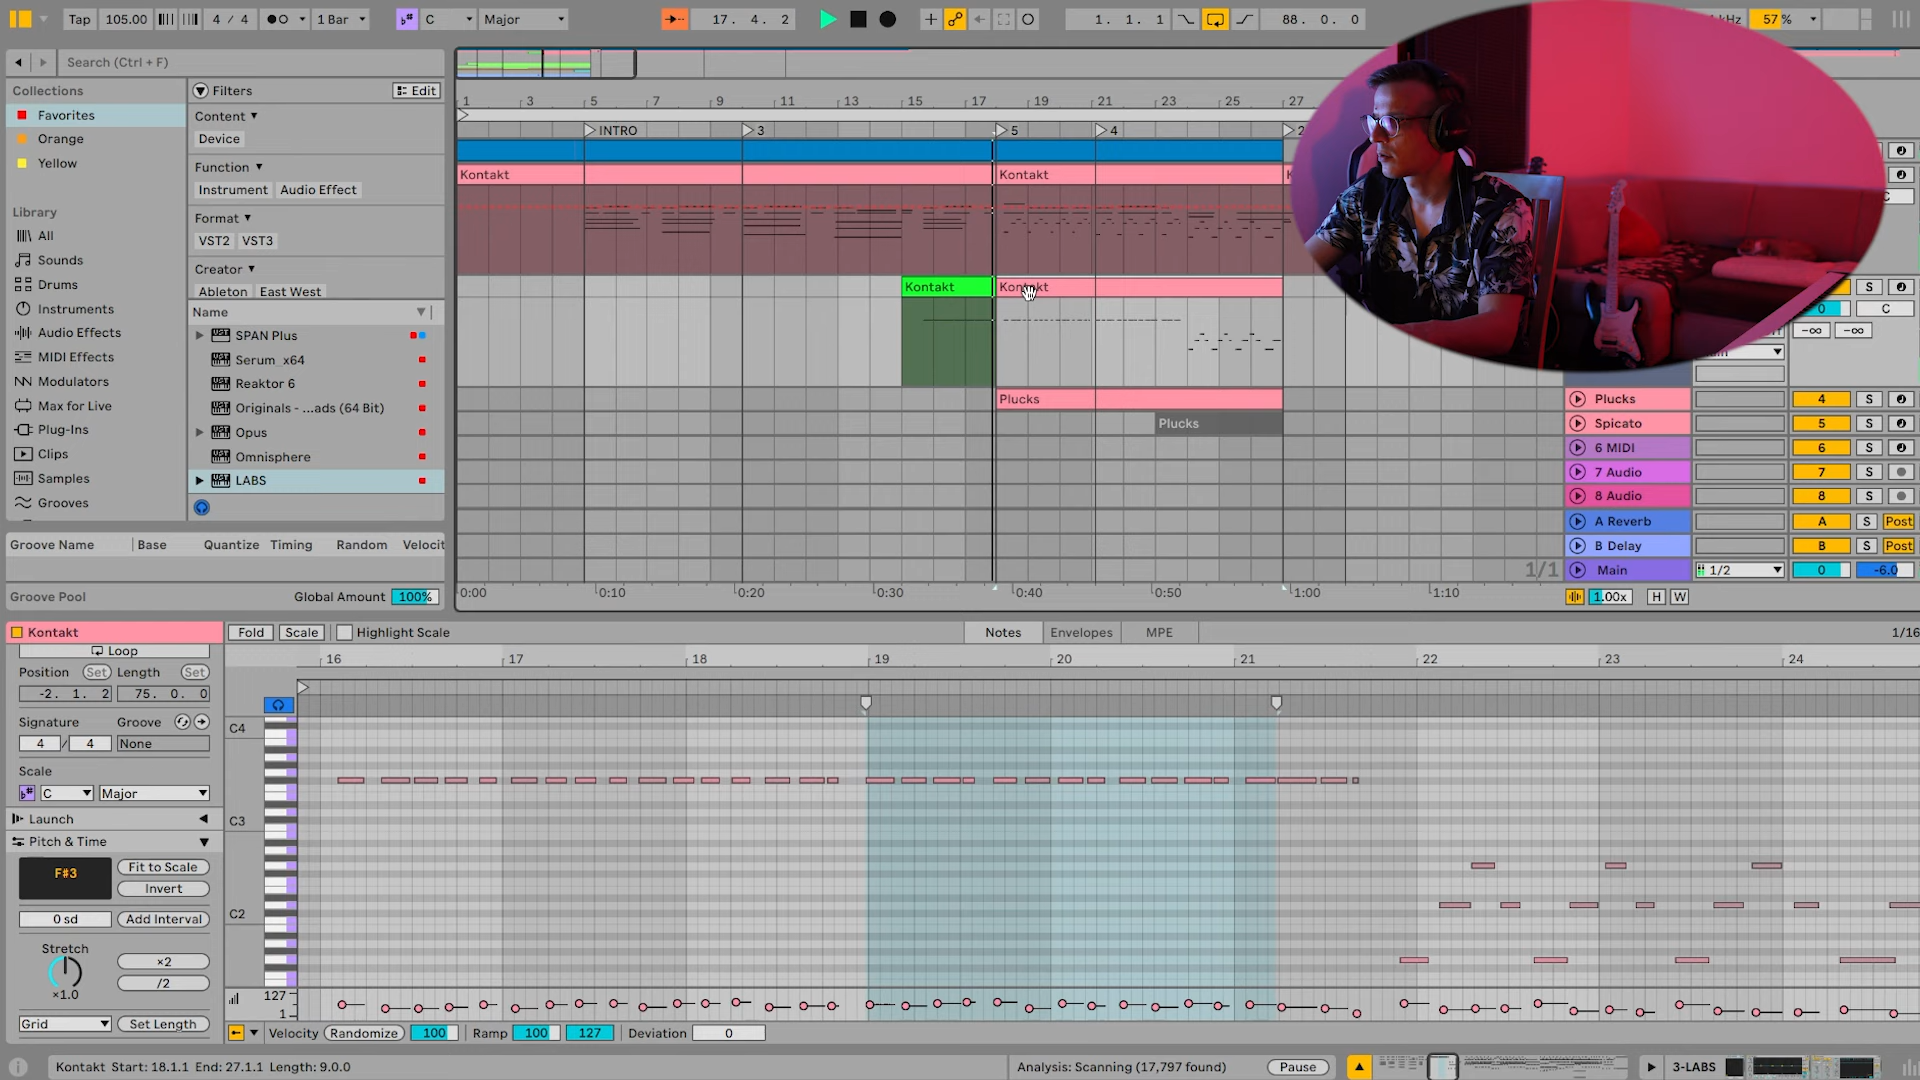 Tap 105.00 4 / 4 1 Bar C Major 17. 4. 2 1. 1. 1 88. 0. 0 kHz 57 %
Search (Ctrl + F)
Collections
Favorites
Orange
Yellow
Library
All
Sounds
Drums
Instruments
Audio Effects
MIDI Effects
Modulators
Max for Live
Plug-Ins
Clips
Samples
Grooves
Filters Edit
Content
Device
Function
Instrument Audio Effect
Format
VST2 VST3
Creator
Ableton East West
Name
SPAN Plus
Serum_x64
Reaktor 6
Originals - ...ads (64 Bit)
Opus
Omnisphere
LABS
1 3 5 7 9 11 13 15 17 19 21 23 25 27
INTRO 3 5 4 2
Kontakt Kontakt
Kontakt Kontakt
Plucks
Plucks
C
0 C
-∞ -∞
Plucks 4 S
Spicato 5 S
6 MIDI 6 S
7 Audio 7 S
8 Audio 8 S
A Reverb A S Post
B Delay B S Post
1/1 Main 1/2 0 -6.0
0:00 0:10 0:20 0:30 0:40 0:50 1:00 1:10
1.00x H W
Groove Name Base Quantize Timing Random Velocit
Groove Pool Global Amount 100%
Kontakt
Loop
Position Set Length Set
-2. 1. 2 75. 0. 0
Signature Groove
4 / 4 None
Scale
C Major
Launch
Pitch & Time
F#3 Fit to Scale
Invert
0 sd Add Interval
Stretch
×2
/2
×1.0
Grid Set Length
Fold Scale Highlight Scale Notes Envelopes MPE 1/16
16 17 18 19 20 21 22 23 24
C4
C3
C2
127
1
Velocity Randomize 100 Ramp 100 127 Deviation 0
Kontakt Start: 18.1.1 End: 27.1.1 Length: 9.0.0 Analysis: Scanning (17,797 found) Pause 3-LABS